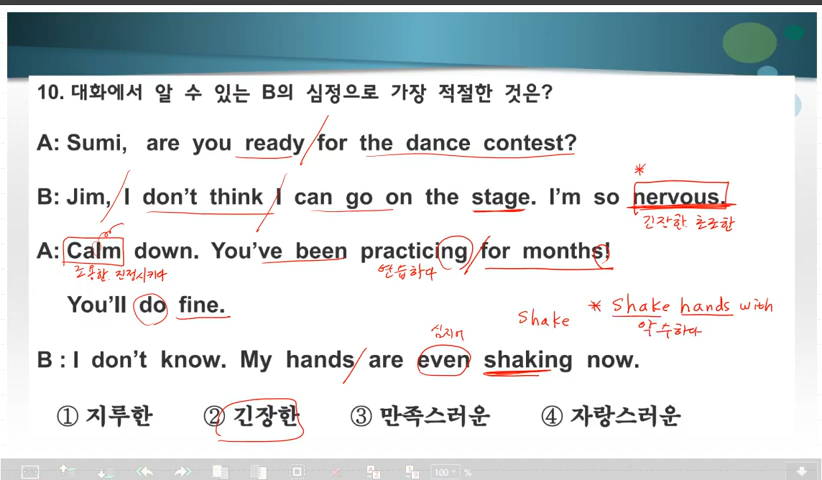 10. 대화에서 알 수 있는 B의 심정으로 가장 적절한 것은?
A: Sumi, are you ready for the dance contest?
B: Jim, I don't think I can go on the stage. I'm so nervous.
*
긴장한. 초조한
A: Calm down. You've been practicing for months!
조용한. 진정시키다
연습하다
You'll do fine.
Shake
* Shake hands with
악수하다
심지어
B : I don't know. My hands are even shaking now.
① 지루한 ② 긴장한 ③ 만족스러운 ④ 자랑스러운
100 %